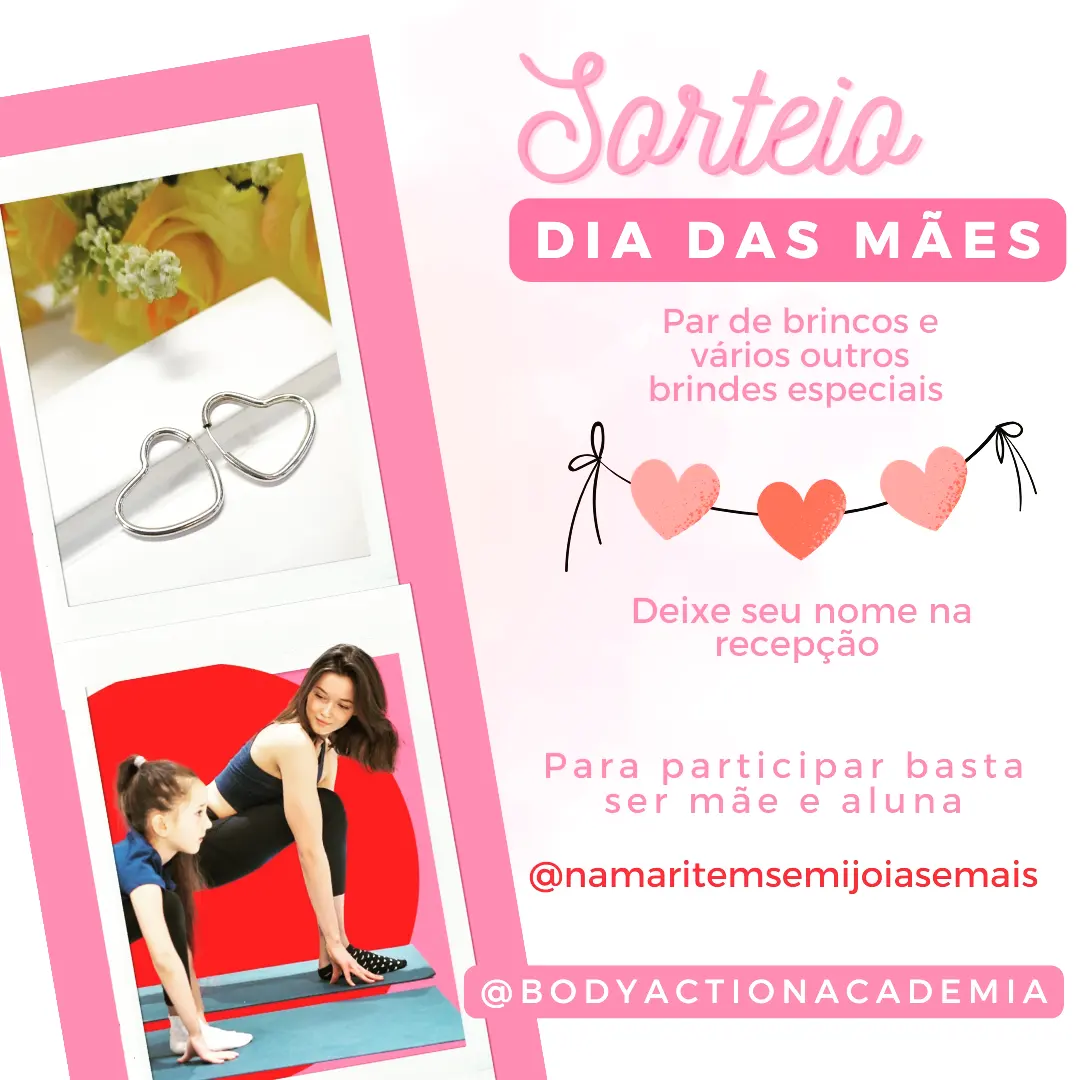 Sorteio
DIA DAS MÃES
Par de brincos e
vários outros
brindes especiais
Deixe seu nome na
recepção
Para participar basta
ser mãe e aluna
@namaritemsemijoiasemais
@BODYACTIONACADEMIA